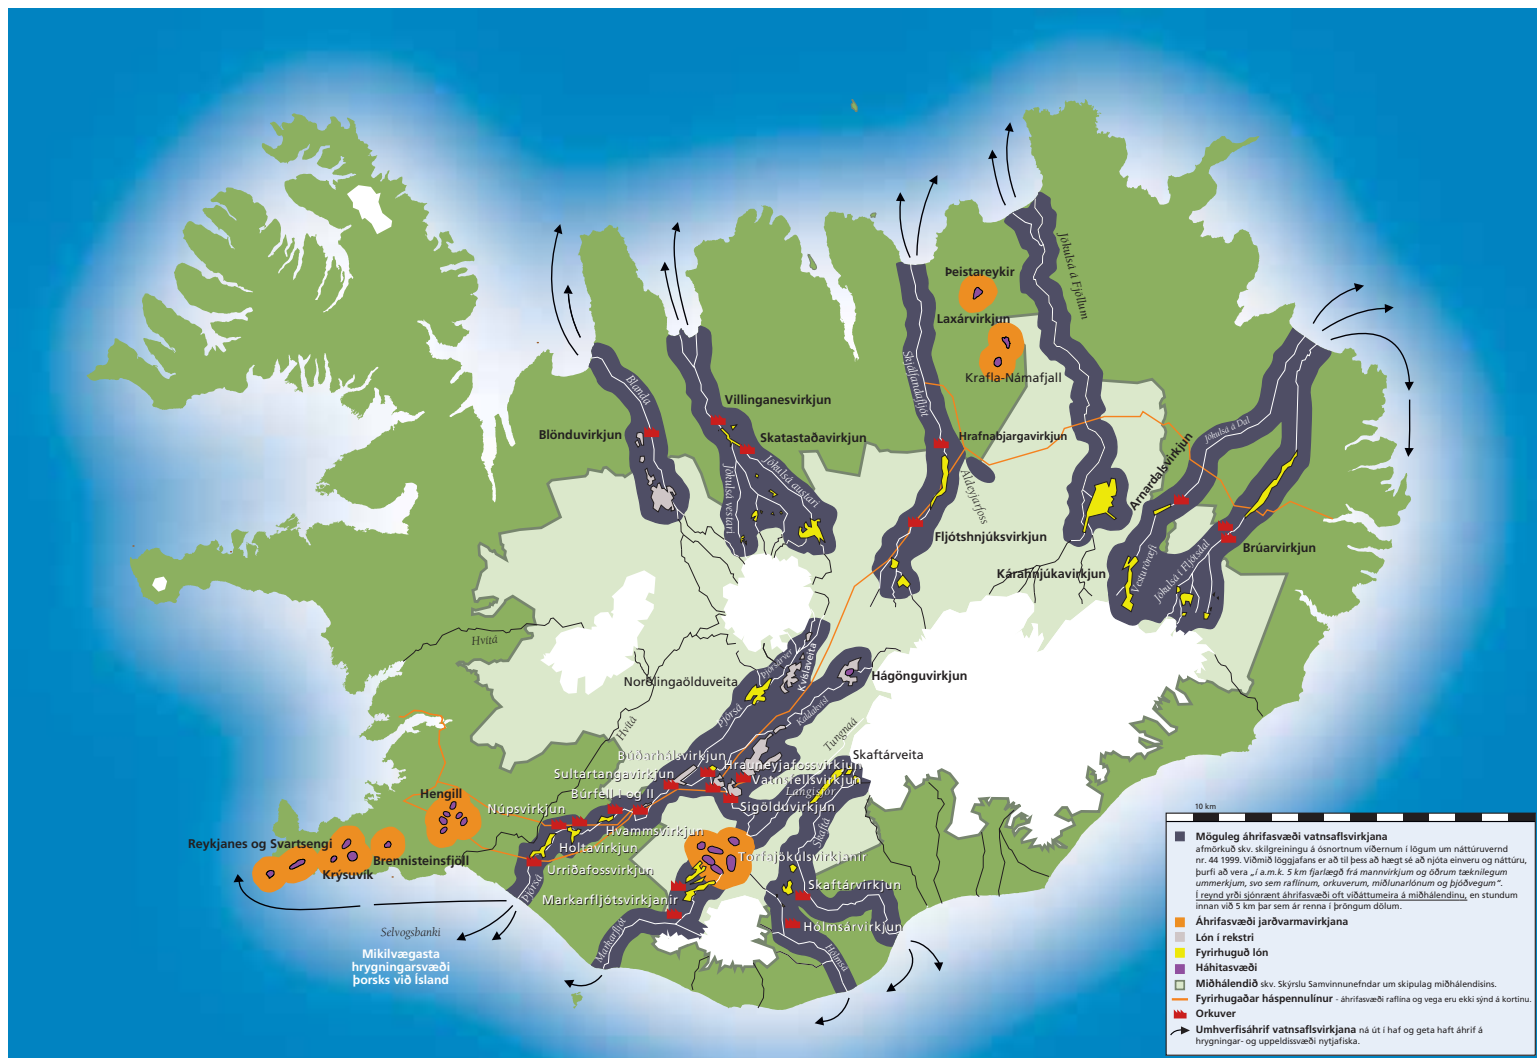 Þeistareykir
Laxárvirkjun
Krafla-Námafjall
Jökulsá á Fjöllum
Skjálfandafljót
Blanda
Villinganesvirkjun
Blönduvirkjun
Skatastaðavirkjun
Jökulsá vestari
Jökulsá austari
Hrafnabjargavirkjun
Aldeyjarfoss
Fljótshnjúksvirkjun
Arnardalsvirkjun
Jökulsá á Dal
Brúarvirkjun
Kárahnjúkavirkjun
Vesturöræfi
Jökulsá í Fljótsdal
Hvítá
Norðlingaölduveita
Þjórsárver
Kvíslaveita
Hágönguvirkjun
Þjórsá
Kaldakvísl
Hvítá
Tungnaá
Búðarhálsvirkjun
Skaftárveita
Hrauneyjafossvirkjun
Sultartangavirkjun
Vatnsfellsvirkjun
Búrfell I og II
Langisjór
Sigölduvirkjun
Hengill
Núpsvirkjun
Hvammsvirkjun
Skaftá
Reykjanes og Svartsengi
Holtavirkjun
Torfajökulsvirkjanir
Brennisteinsfjöll
Krýsuvík
Urriðafossvirkjun
Skaftárvirkjun
Þjórsá
Markarfljótsvirkjanir
Hólmsárvirkjun
Selvogsbanki
Markarfljót
Hólmsá
Mikilvægasta
hrygningarsvæði
þorsks við Ísland
10 km
Möguleg áhrifasvæði vatnsaflsvirkjana
afmörkuð skv. skilgreiningu á ósnortnum víðernum í lögum um náttúruvernd
nr. 44 1999. Viðmið löggjafans er að til þess að hægt sé að njóta einveru og náttúru,
þurfi að vera „í a.m.k. 5 km fjarlægð frá mannvirkjum og öðrum tæknilegum
ummerkjum, svo sem raflínum, orkuverum, miðlunarlónum og þjóðvegum“.
Í reynd yrði sjónrænt áhrifasvæði oft víðáttumeira á miðhálendinu, en stundum
innan við 5 km þar sem ár renna í þröngum dölum.
Áhrifasvæði jarðvarmavirkjana
Lón í rekstri
Fyrirhuguð lón
Háhitasvæði
Miðhálendið skv. Skýrslu Samvinnunefndar um skipulag miðhálendisins.
Fyrirhugaðar háspennulínur - áhrifasvæði raflína og vega eru ekki sýnd á kortinu.
Orkuver
Umhverfisáhrif vatnsaflsvirkjana ná út í haf og geta haft áhrif á
hrygningar- og uppeldissvæði nytjafiska.